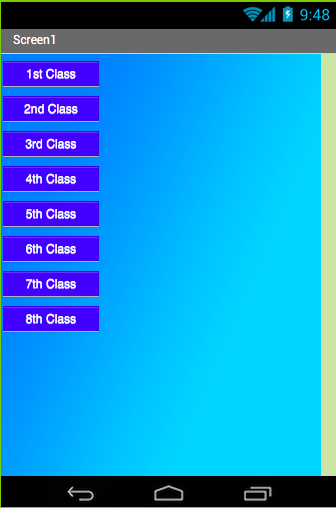 9:48
Screen1
1st Class
2nd Class
3rd Class
4th Class
5th Class
6th Class
7th Class
8th Class